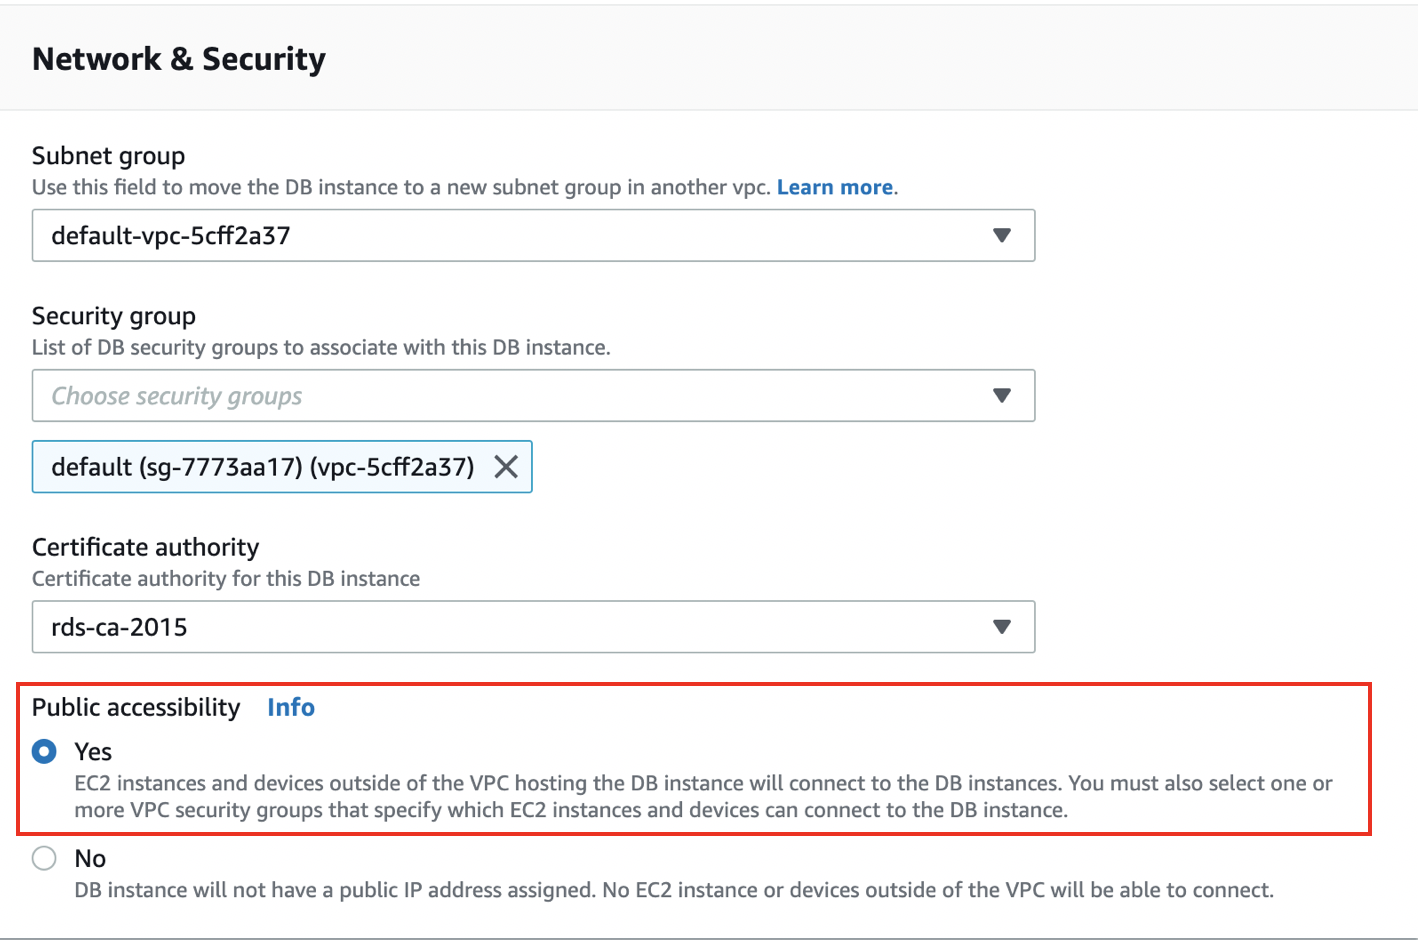 Network & Security
Subnet group
Use this field to move the DB instance to a new subnet group in another vpc. Learn more.
default-vpc-5cff2a37
Security group
List of DB security groups to associate with this DB instance.
Choose security groups
default (sg-7773aa17) (vpc-5cff2a37)
Certificate authority
Certificate authority for this DB instance
rds-ca-2015
Public accessibility Info
Yes
EC2 instances and devices outside of the VPC hosting the DB instance will connect to the DB instances. You must also select one or
more VPC security groups that specify which EC2 instances and devices can connect to the DB instance.
No
DB instance will not have a public IP address assigned. No EC2 instance or devices outside of the VPC will be able to connect.